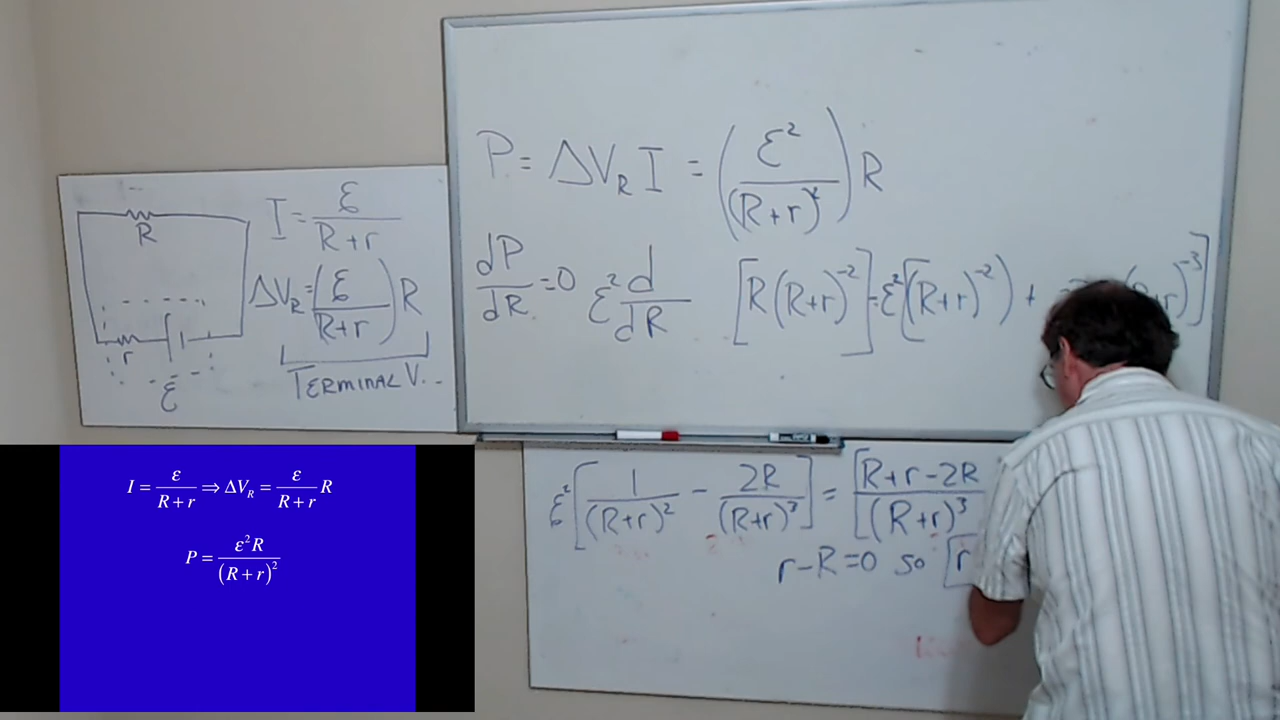 P = ΔV_R I = (ε²/(R+r)²) R
dP/dR = 0 ε² d/dR [R(R+r)⁻²] = ε²[(R+r)⁻²) +
I = ε/(R+r)
ΔV_R = (ε/(R+r)) R
TERMINAL V..
R
r
ε
ε² [1/(R+r)² − 2R/(R+r)³] = [R+r−2R/(R+r)³
r−R=0 so r
I = ε/(R+r) ⇒ ΔV_R = ε/(R+r) R
P = ε²R/(R+r)²